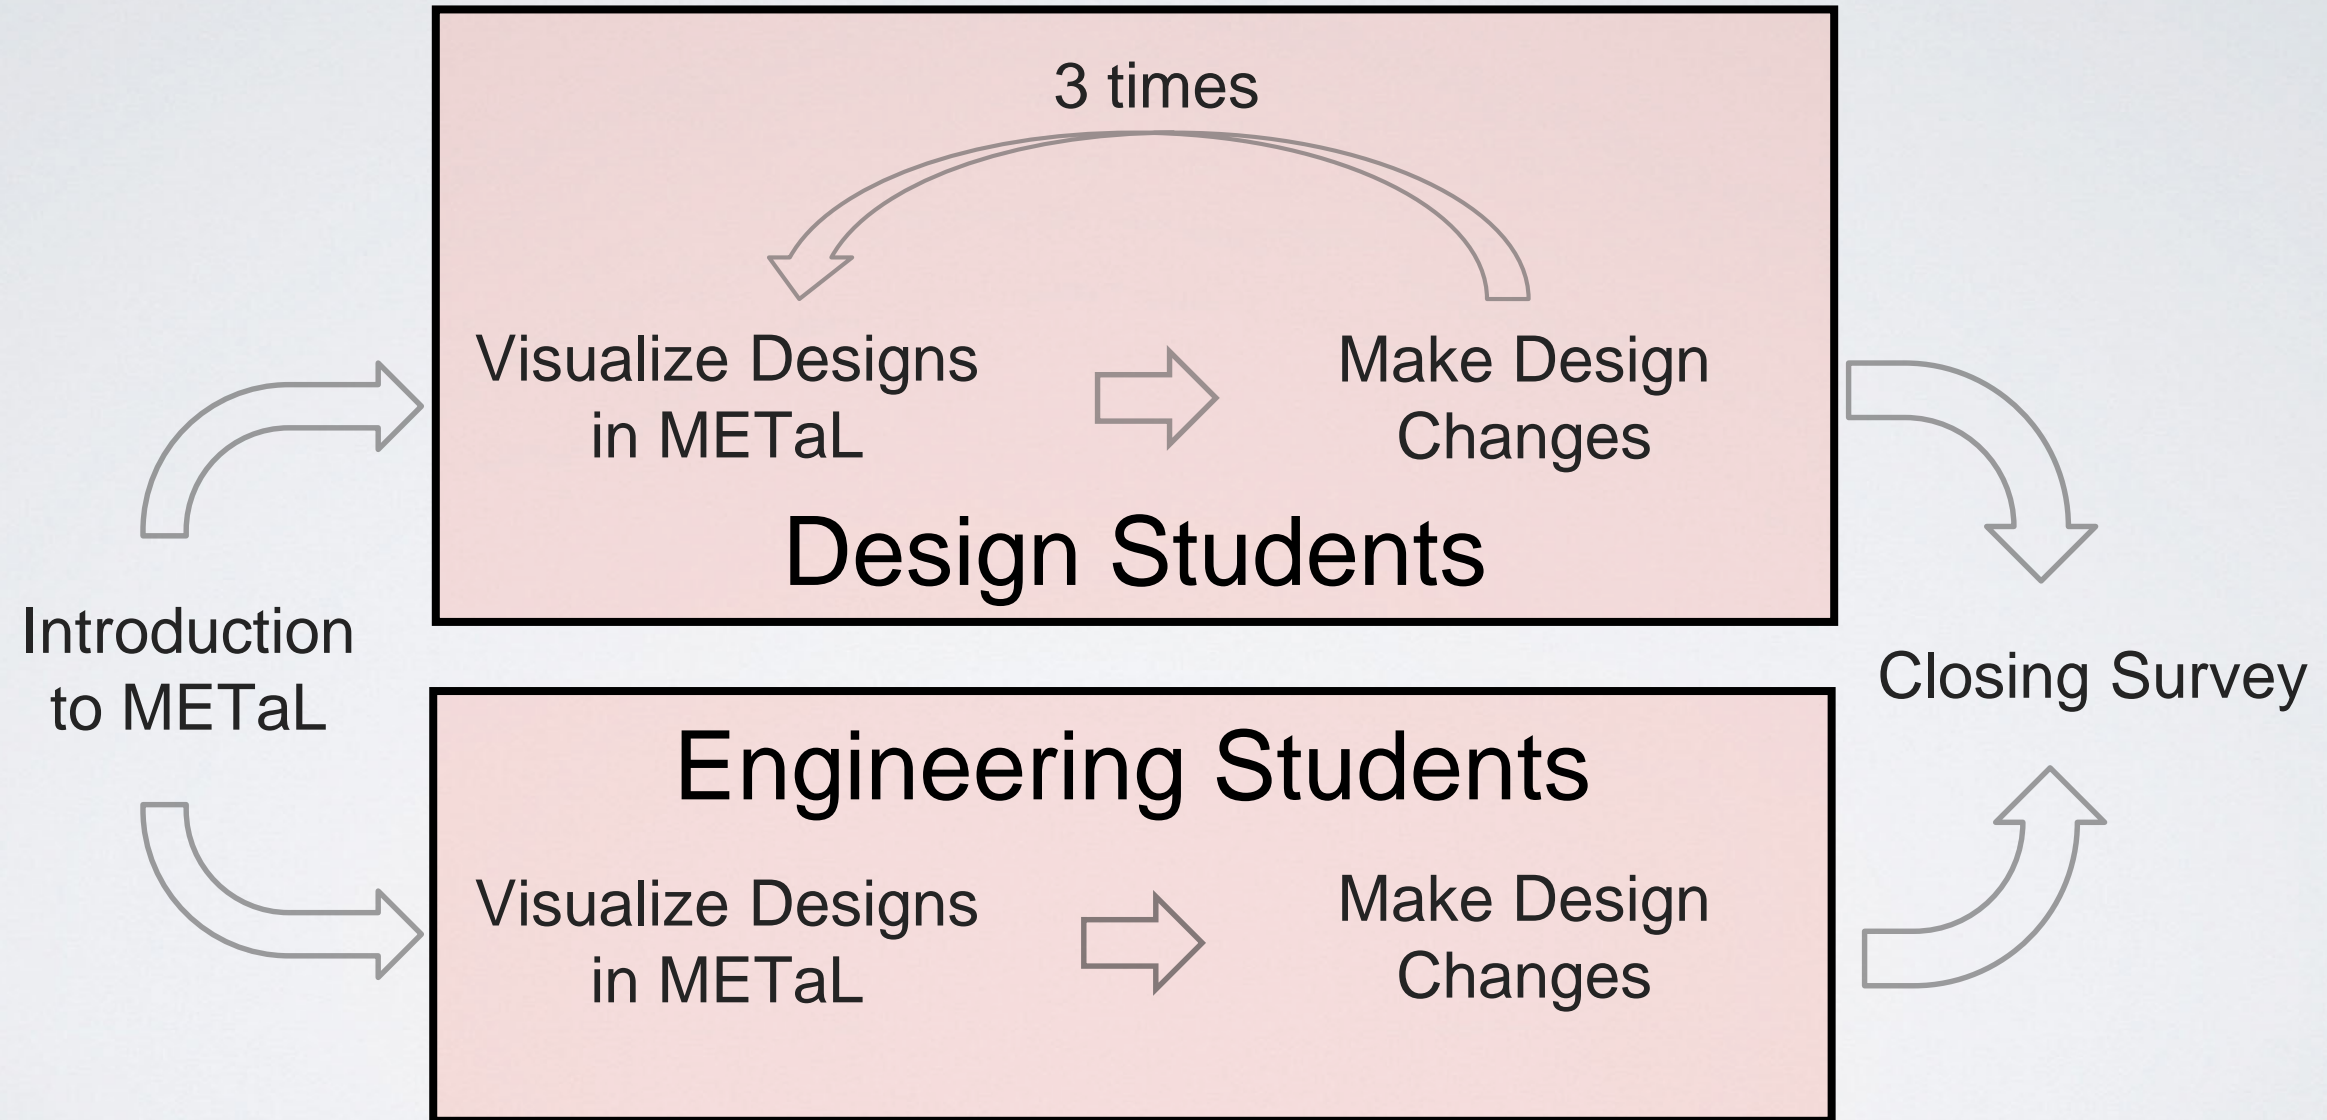 3 times
Visualize Designs
in METaL
Make Design
Changes
Design Students
Introduction
to METaL
Closing Survey
Engineering Students
Visualize Designs
in METaL
Make Design
Changes